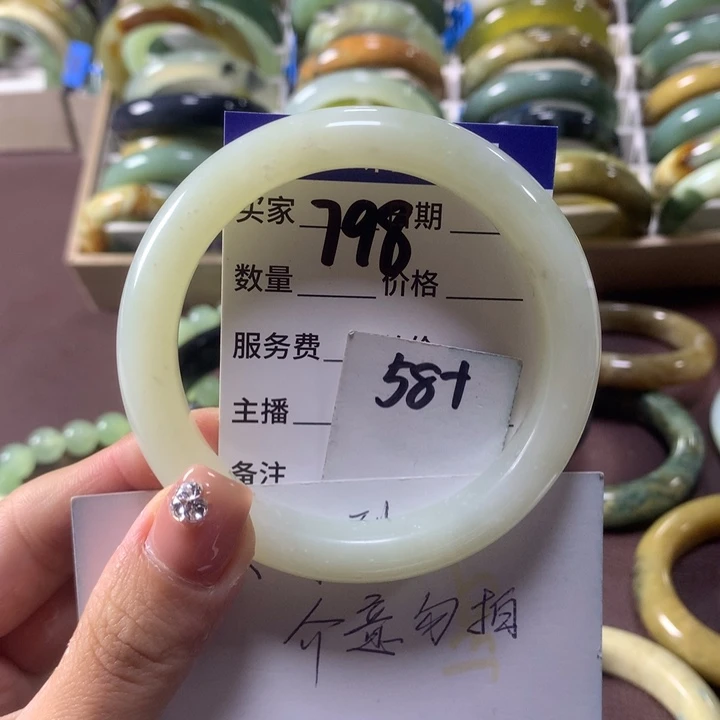 买家 798 期
数量 价格
服务费
58+
主播
备注
介意勿拍